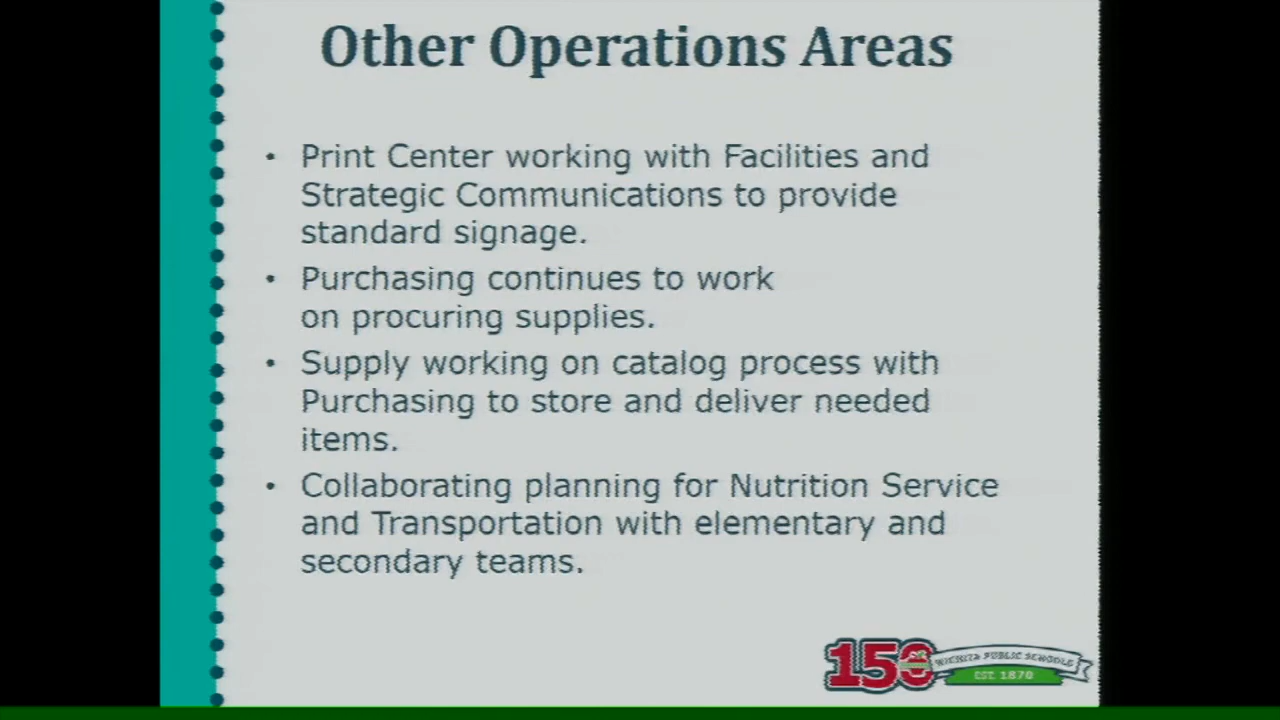 Other Operations Areas
• Print Center working with Facilities and
Strategic Communications to provide
standard signage.
• Purchasing continues to work
on procuring supplies.
• Supply working on catalog process with
Purchasing to store and deliver needed
items.
• Collaborating planning for Nutrition Service
and Transportation with elementary and
secondary teams.
150
WICHITA PUBLIC SCHOOLS
EST. 1870